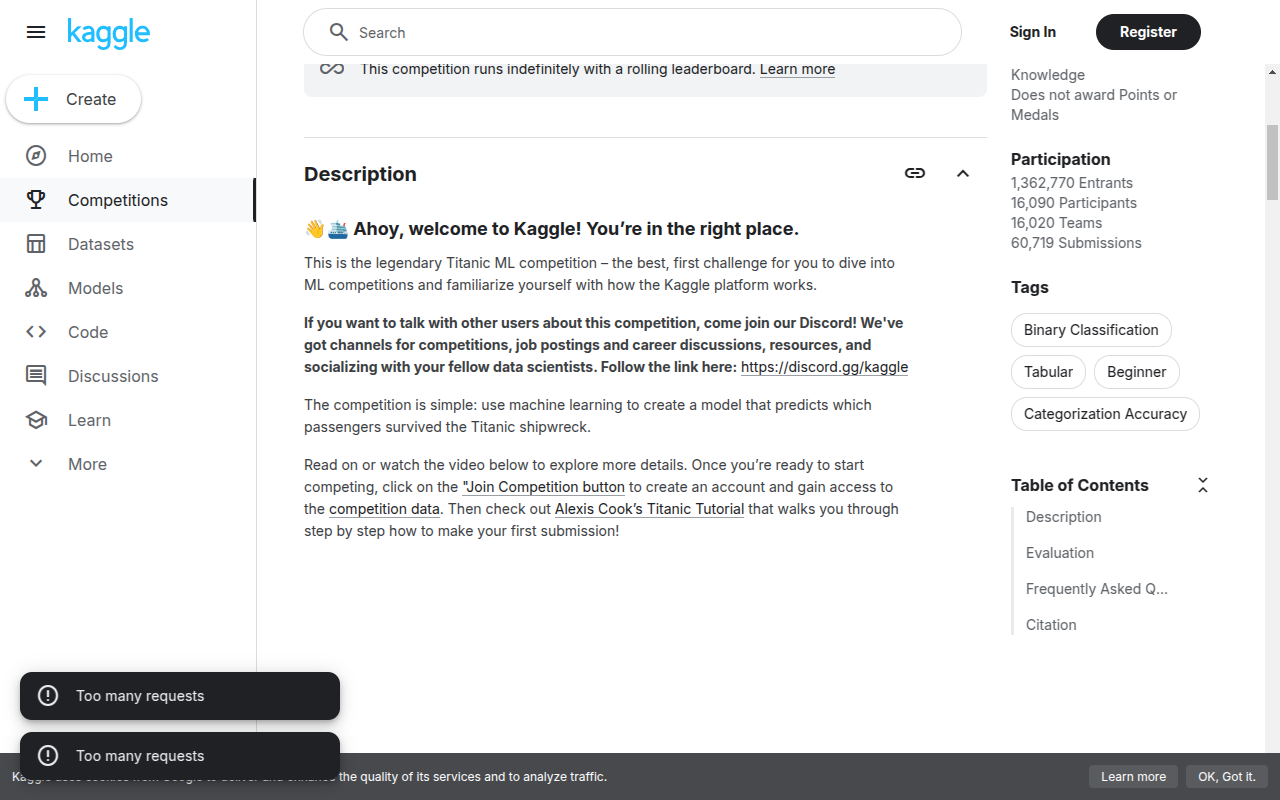 kaggle
Search
Sign In
Register
Create
Home
Competitions
Datasets
Models
Code
Discussions
Learn
More
This competition runs indefinitely with a rolling leaderboard. Learn more
Description
👋🛳️ Ahoy, welcome to Kaggle! You’re in the right place.
This is the legendary Titanic ML competition – the best, first challenge for you to dive into
ML competitions and familiarize yourself with how the Kaggle platform works.
If you want to talk with other users about this competition, come join our Discord! We've
got channels for competitions, job postings and career discussions, resources, and
socializing with your fellow data scientists. Follow the link here: https://discord.gg/kaggle
The competition is simple: use machine learning to create a model that predicts which
passengers survived the Titanic shipwreck.
Read on or watch the video below to explore more details. Once you’re ready to start
competing, click on the "Join Competition button to create an account and gain access to
the competition data. Then check out Alexis Cook’s Titanic Tutorial that walks you through
step by step how to make your first submission!
Knowledge
Does not award Points or
Medals
Participation
1,362,770 Entrants
16,090 Participants
16,020 Teams
60,719 Submissions
Tags
Binary Classification
Tabular
Beginner
Categorization Accuracy
Table of Contents
Description
Evaluation
Frequently Asked Q...
Citation
Too many requests
Too many requests
the quality of its services and to analyze traffic.
Learn more
OK, Got it.